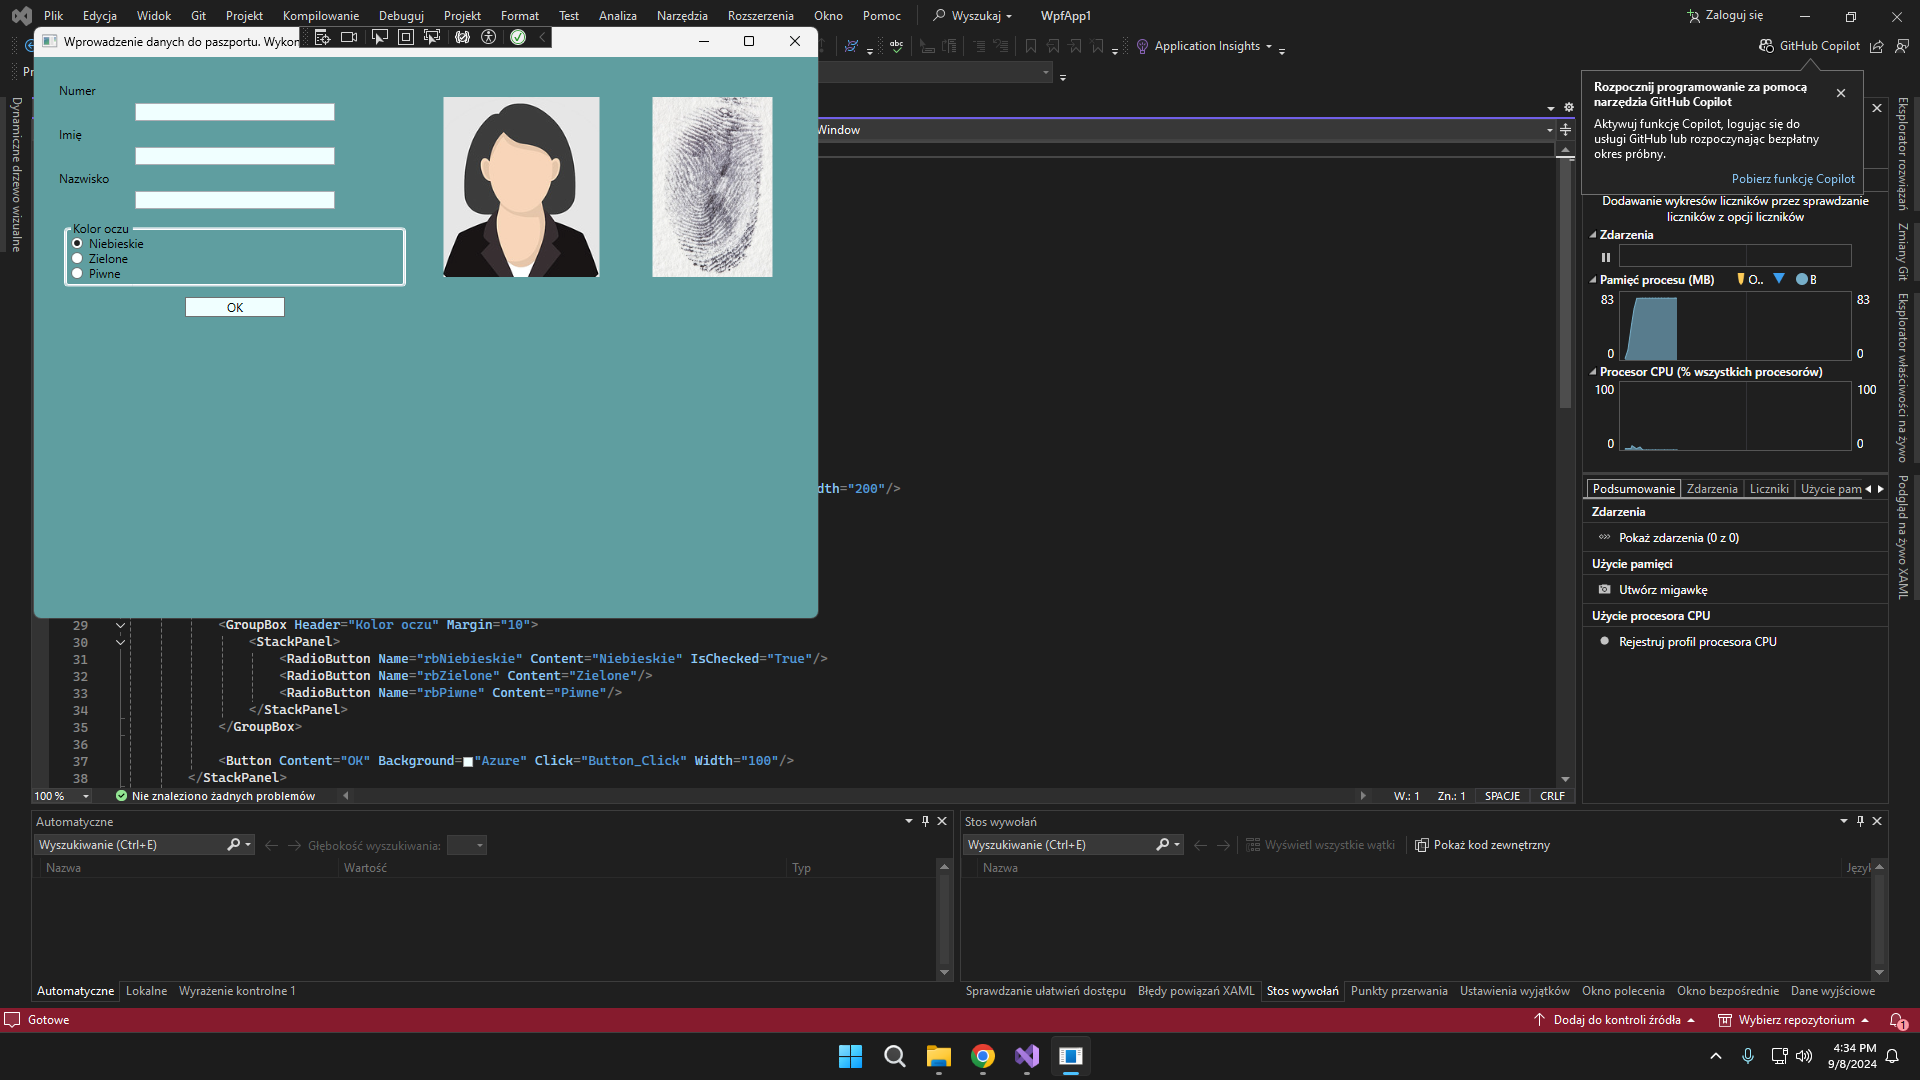 Plik Edycja Widok Git Projekt Kompilowanie Debuguj Projekt Format Test Analiza Narzędzia Rozszerzenia Okno Pomoc Wyszukaj WpfApp1 Zaloguj się
Wprowadzenie danych do paszportu. Wykon
abc
Application Insights
GitHub Copilot
Numer
Imię
Nazwisko
Kolor oczu
Niebieskie
Zielone
Piwne
OK
Dynamiczne drzewo wizualne
Window
Rozpocznij programowanie za pomocą
narzędzia GitHub Copilot
Aktywuj funkcję Copilot, logując się do
usługi GitHub lub rozpoczynając bezpłatny
okres próbny.
Pobierz funkcję Copilot
Dodawanie wykresów liczników przez sprawdzanie
liczników z opcji liczników
Zdarzenia
Pamięć procesu (MB) O.. B
83 83
0 0
Procesor CPU (% wszystkich procesorów)
100 100
0 0
Podsumowanie Zdarzenia Liczniki Użycie pam
Zdarzenia
Pokaż zdarzenia (0 z 0)
Użycie pamięci
Utwórz migawkę
Użycie procesora CPU
Rejestruj profil procesora CPU
Eksplorator rozwiązań
Zmiany Git
Eksplorator właściwości na żywo
Podgląd na żywo XAML
dth="200"/>
29 <GroupBox Header="Kolor oczu" Margin="10">
30 <StackPanel>
31 <RadioButton Name="rbNiebieskie" Content="Niebieskie" IsChecked="True"/>
32 <RadioButton Name="rbZielone" Content="Zielone"/>
33 <RadioButton Name="rbPiwne" Content="Piwne"/>
34 </StackPanel>
35 </GroupBox>
36
37 <Button Content="OK" Background="Azure" Click="Button_Click" Width="100"/>
38 </StackPanel>
100 % Nie znaleziono żadnych problemów W.: 1 Zn.: 1 SPACJE CRLF
Automatyczne
Wyszukiwanie (Ctrl+E) Głębokość wyszukiwania:
Nazwa Wartość Typ
Automatyczne Lokalne Wyrażenie kontrolne 1
Stos wywołań
Wyszukiwanie (Ctrl+E) Wyświetl wszystkie wątki Pokaż kod zewnętrzny
Nazwa Język
Sprawdzanie ułatwień dostępu Błędy powiązań XAML Stos wywołań Punkty przerwania Ustawienia wyjątków Okno polecenia Okno bezpośrednie Dane wyjściowe
Gotowe Dodaj do kontroli źródła Wybierz repozytorium 1
4:34 PM
9/8/2024